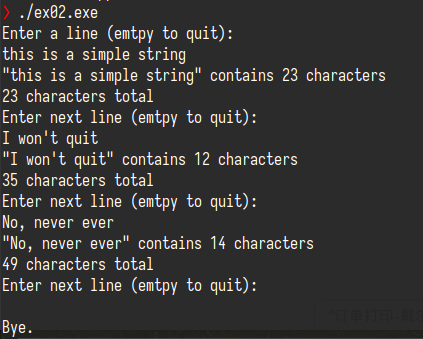 ❯ ./ex02.exe
Enter a line (emtpy to quit):
this is a simple string
"this is a simple string" contains 23 characters
23 characters total
Enter next line (emtpy to quit):
I won't quit
"I won't quit" contains 12 characters
35 characters total
Enter next line (emtpy to quit):
No, never ever
"No, never ever" contains 14 characters
49 characters total
Enter next line (emtpy to quit):
Bye.